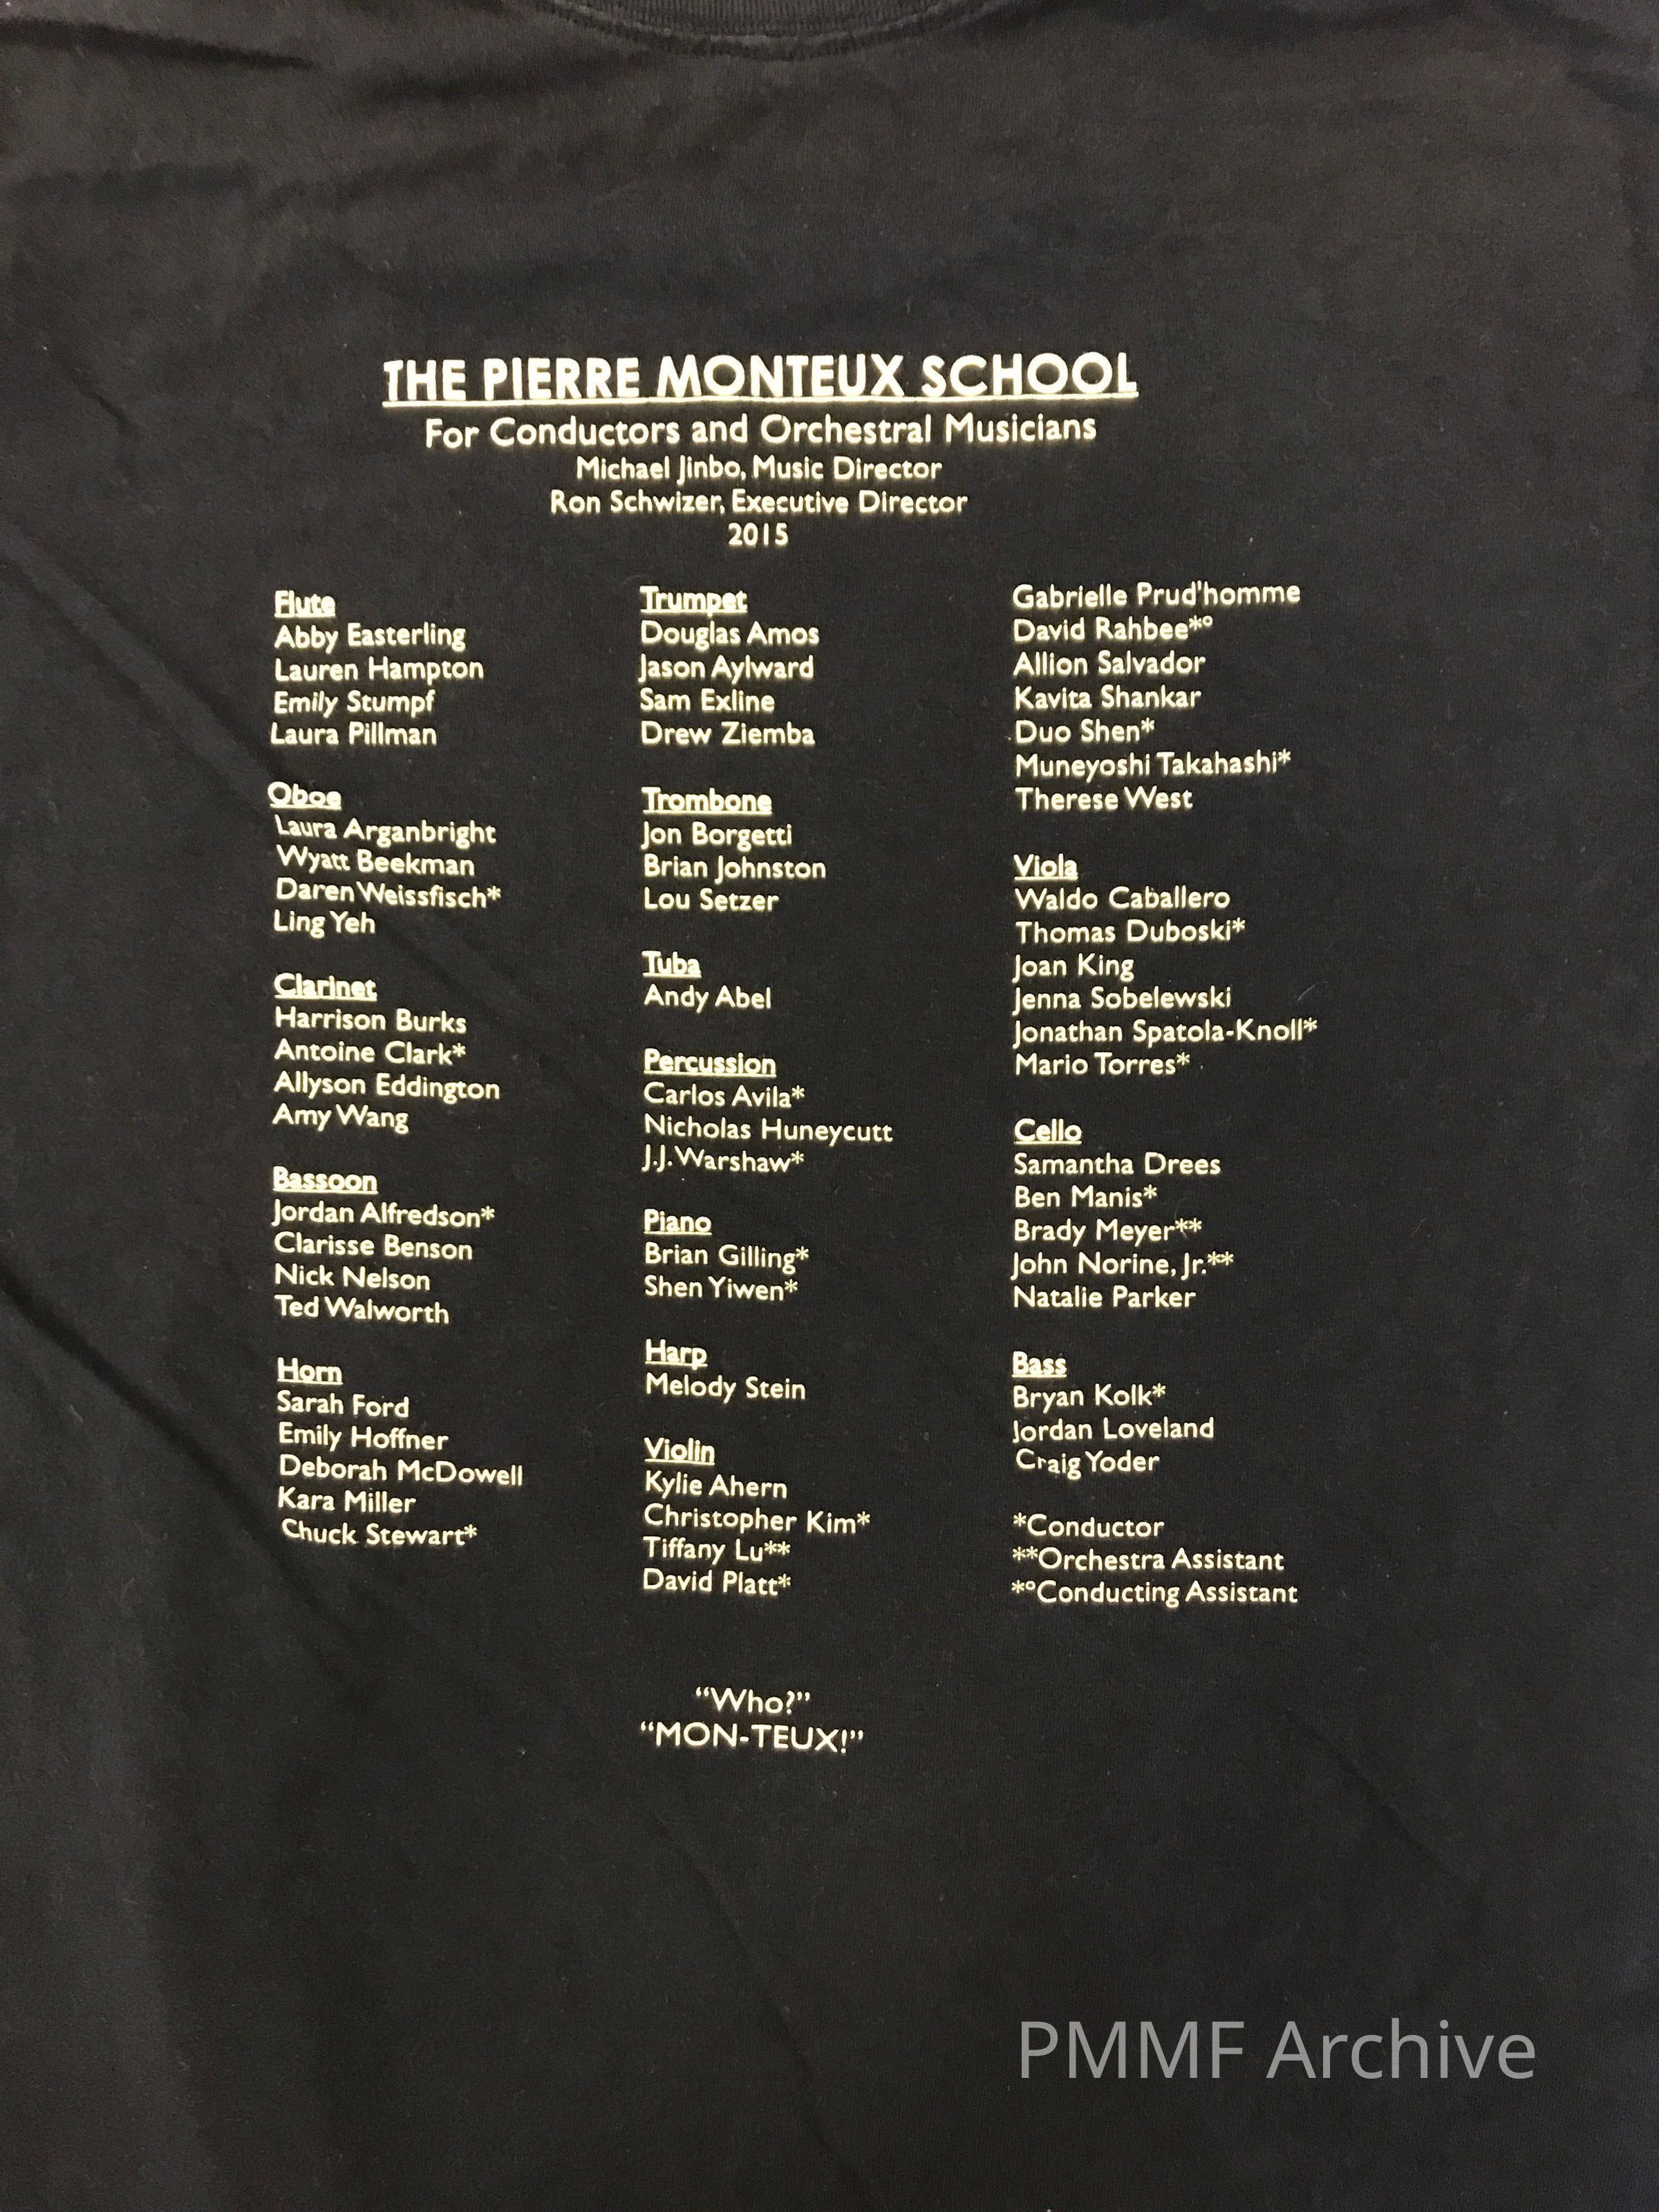 THE PIERRE MONTEUX SCHOOL
For Conductors and Orchestral Musicians
Michael Jinbo, Music Director
Ron Schwizer, Executive Director
2015
Flute
Abby Easterling
Lauren Hampton
Emily Stumpf
Laura Pillman
Oboe
Laura Arganbright
Wyatt Beekman
Daren Weissfisch*
Ling Yeh
Clarinet
Harrison Burks
Antoine Clark*
Allyson Eddington
Amy Wang
Bassoon
Jordan Alfredson*
Clarisse Benson
Nick Nelson
Ted Walworth
Horn
Sarah Ford
Emily Hoffner
Deborah McDowell
Kara Miller
Chuck Stewart*
Trumpet
Douglas Amos
Jason Aylward
Sam Exline
Drew Ziemba
Trombone
Jon Borgetti
Brian Johnston
Lou Setzer
Tuba
Andy Abel
Percussion
Carlos Avila*
Nicholas Huneycutt
J.J. Warshaw*
Piano
Brian Gilling*
Shen Yiwen*
Harp
Melody Stein
Violin
Kylie Ahern
Christopher Kim*
Tiffany Lu**
David Platt*
Gabrielle Prud'homme
David Rahbee*°
Allion Salvador
Kavita Shankar
Duo Shen*
Muneyoshi Takahashi*
Therese West
Viola
Waldo Caballero
Thomas Duboski*
Joan King
Jenna Sobelewski
Jonathan Spatola-Knoll*
Mario Torres*
Cello
Samantha Drees
Ben Manis*
Brady Meyer**
John Norine, Jr.**
Natalie Parker
Bass
Bryan Kolk*
Jordan Loveland
Craig Yoder
*Conductor
**Orchestra Assistant
*°Conducting Assistant
“Who?”
“MON-TEUX!”
PMMF Archive